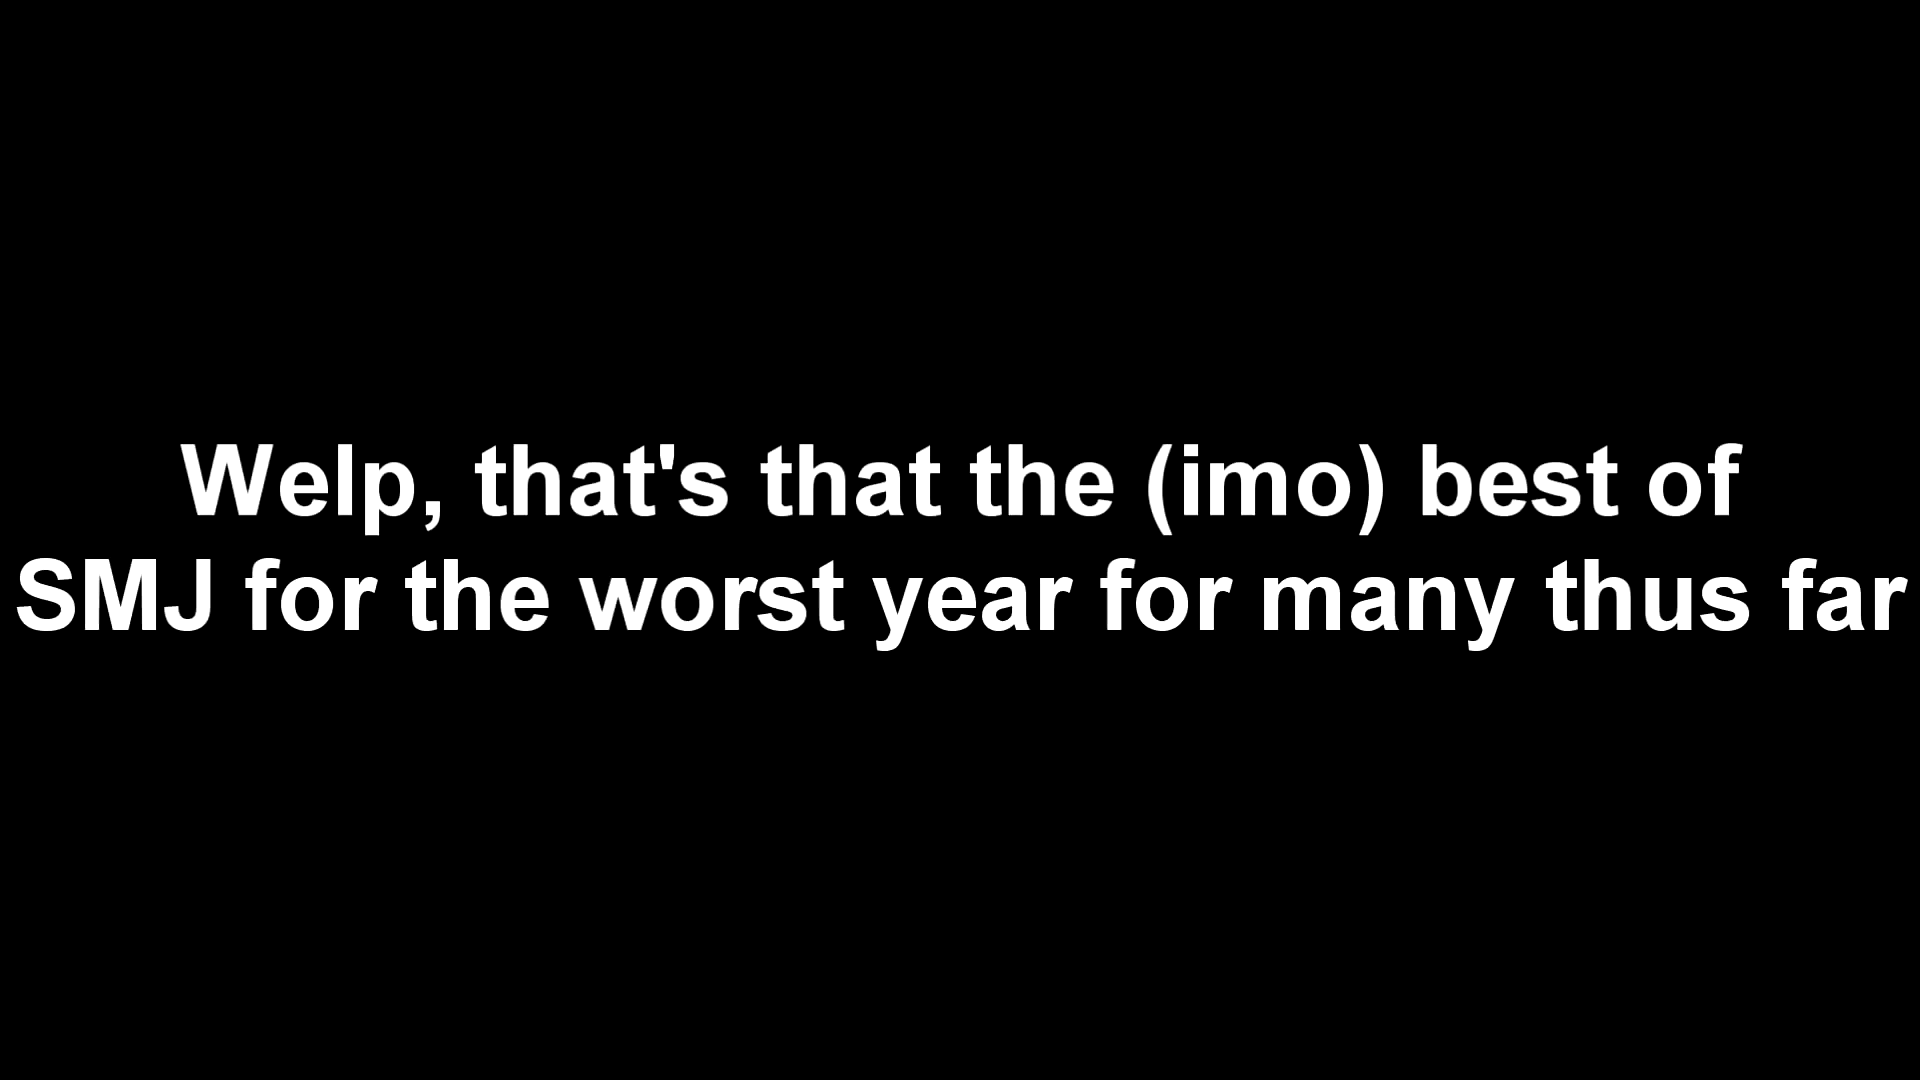 Welp, that's that the (imo) best of
SMJ for the worst year for many thus far